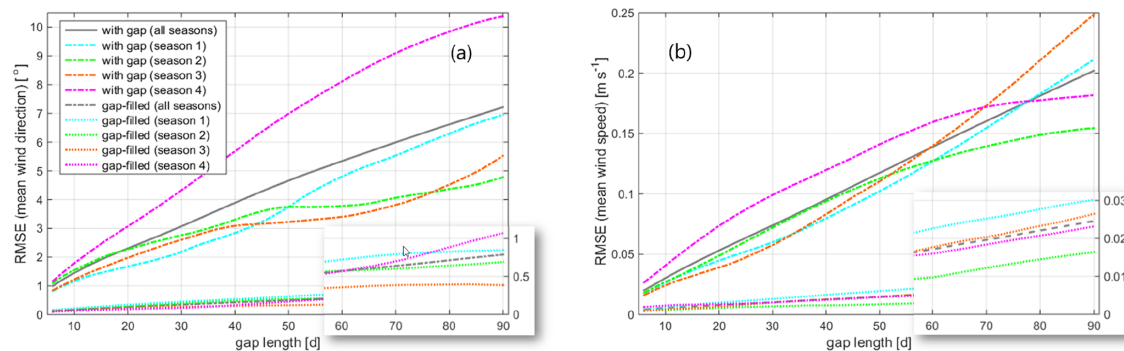 10
9
8
7
6
5
4
3
2
1
0
RMSE (mean wind direction) [°]
with gap (all seasons)
with gap (season 1)
with gap (season 2)
with gap (season 3)
with gap (season 4)
gap-filled (all seasons)
gap-filled (season 1)
gap-filled (season 2)
gap-filled (season 3)
gap-filled (season 4)
(a)
1
0.5
0
10 20 30 40 50 60 70 80 90
gap length [d]
0.25
0.2
0.15
0.1
0.05
0
RMSE (mean wind speed) [m s-1]
(b)
0.03
0.02
0.01
0
10 20 30 40 50 60 70 80 90
gap length [d]